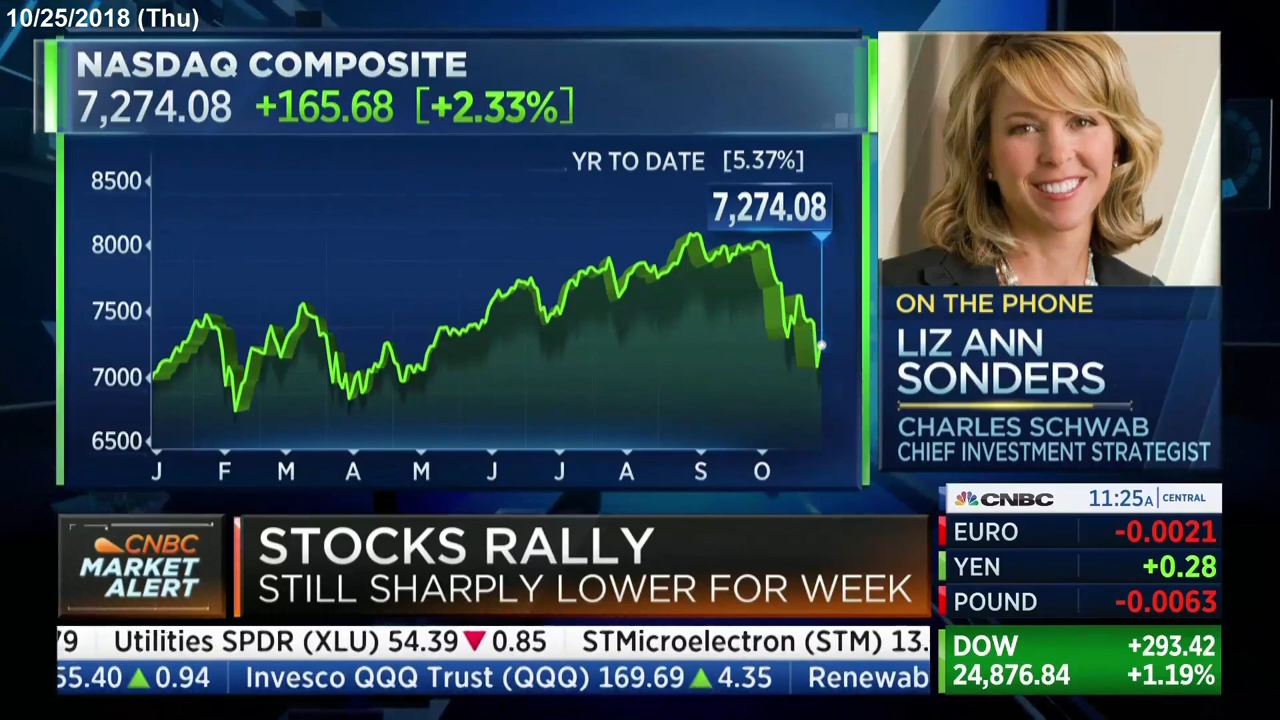 10/25/2018 (Thu)
NASDAQ COMPOSITE
7,274.08 +165.68 [+2.33%]
YR TO DATE [5.37%]
7,274.08
8500
8000
7500
7000
6500
J F M A M J J A S O
ON THE PHONE
LIZ ANN
SONDERS
CHARLES SCHWAB
CHIEF INVESTMENT STRATEGIST
CNBC 11:25A CENTRAL
EURO -0.0021
YEN +0.28
POUND -0.0063
DOW +293.42
24,876.84 +1.19%
CNBC
MARKET
ALERT
STOCKS RALLY
STILL SHARPLY LOWER FOR WEEK
79 Utilities SPDR (XLU) 54.39 ▼ 0.85 STMicroelectron (STM) 13.
55.40 ▲ 0.94 Invesco QQQ Trust (QQQ) 169.69 ▲ 4.35 Renewab